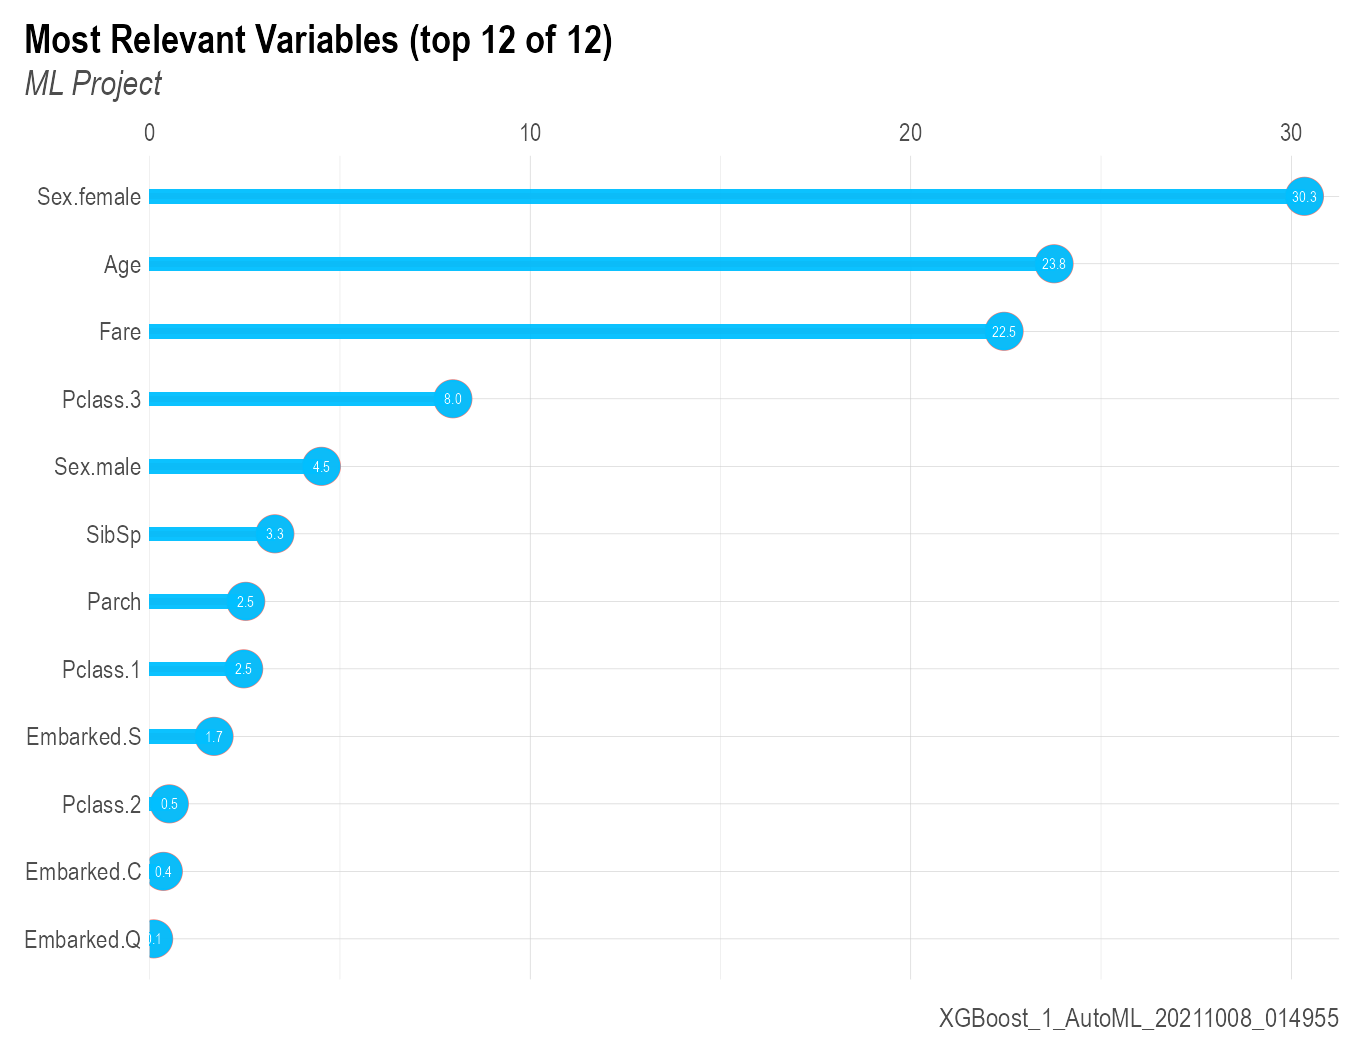 Most Relevant Variables (top 12 of 12)
ML Project
0 10 20 30
Sex.female 30.3
Age 23.8
Fare 22.5
Pclass.3 8.0
Sex.male 4.5
SibSp 3.3
Parch 2.5
Pclass.1 2.5
Embarked.S 1.7
Pclass.2 0.5
Embarked.C 0.4
Embarked.Q 0.1
XGBoost_1_AutoML_20211008_014955